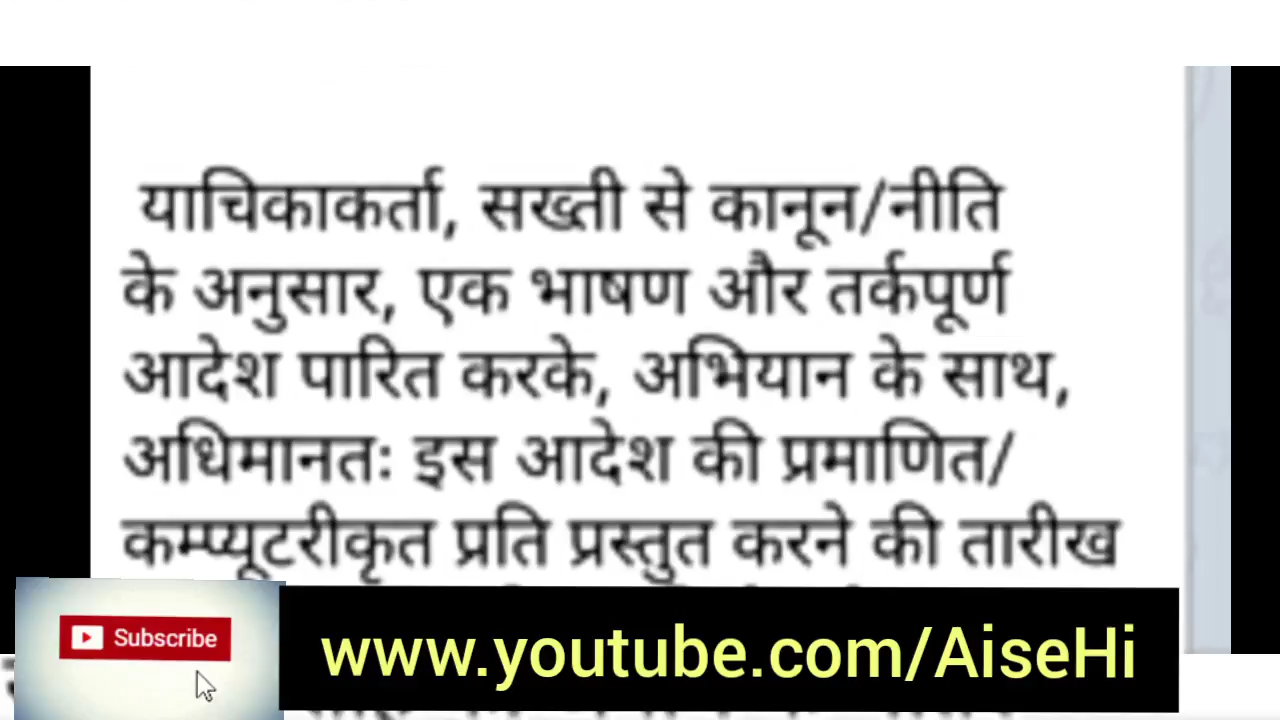 याचिकाकर्ता, सख्ती से कानून/नीति
के अनुसार, एक भाषण और तर्कपूर्ण
आदेश पारित करके, अभियान के साथ,
अधिमानतः इस आदेश की प्रमाणित/
कम्प्यूटरीकृत प्रति प्रस्तुत करने की तारीख
Subscribe
www.youtube.com/AiseHi